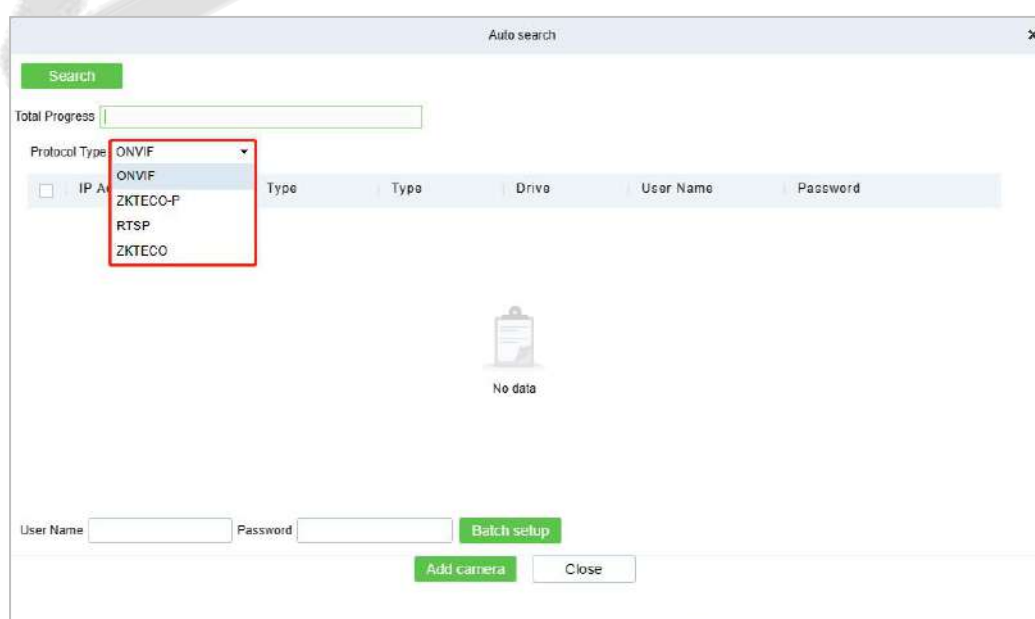 Auto search
Search
Total Progress
Protocol Type ONVIF
ONVIF
ZKTECO-P
RTSP
ZKTECO
IP A Type Type Drive User Name Password
No data
User Name Password Batch setup
Add camera Close